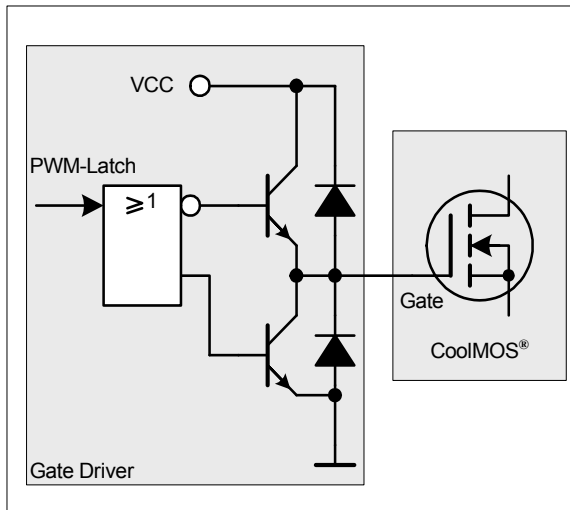 VCC
PWM-Latch
≥1
Gate
CoolMOS®
Gate Driver